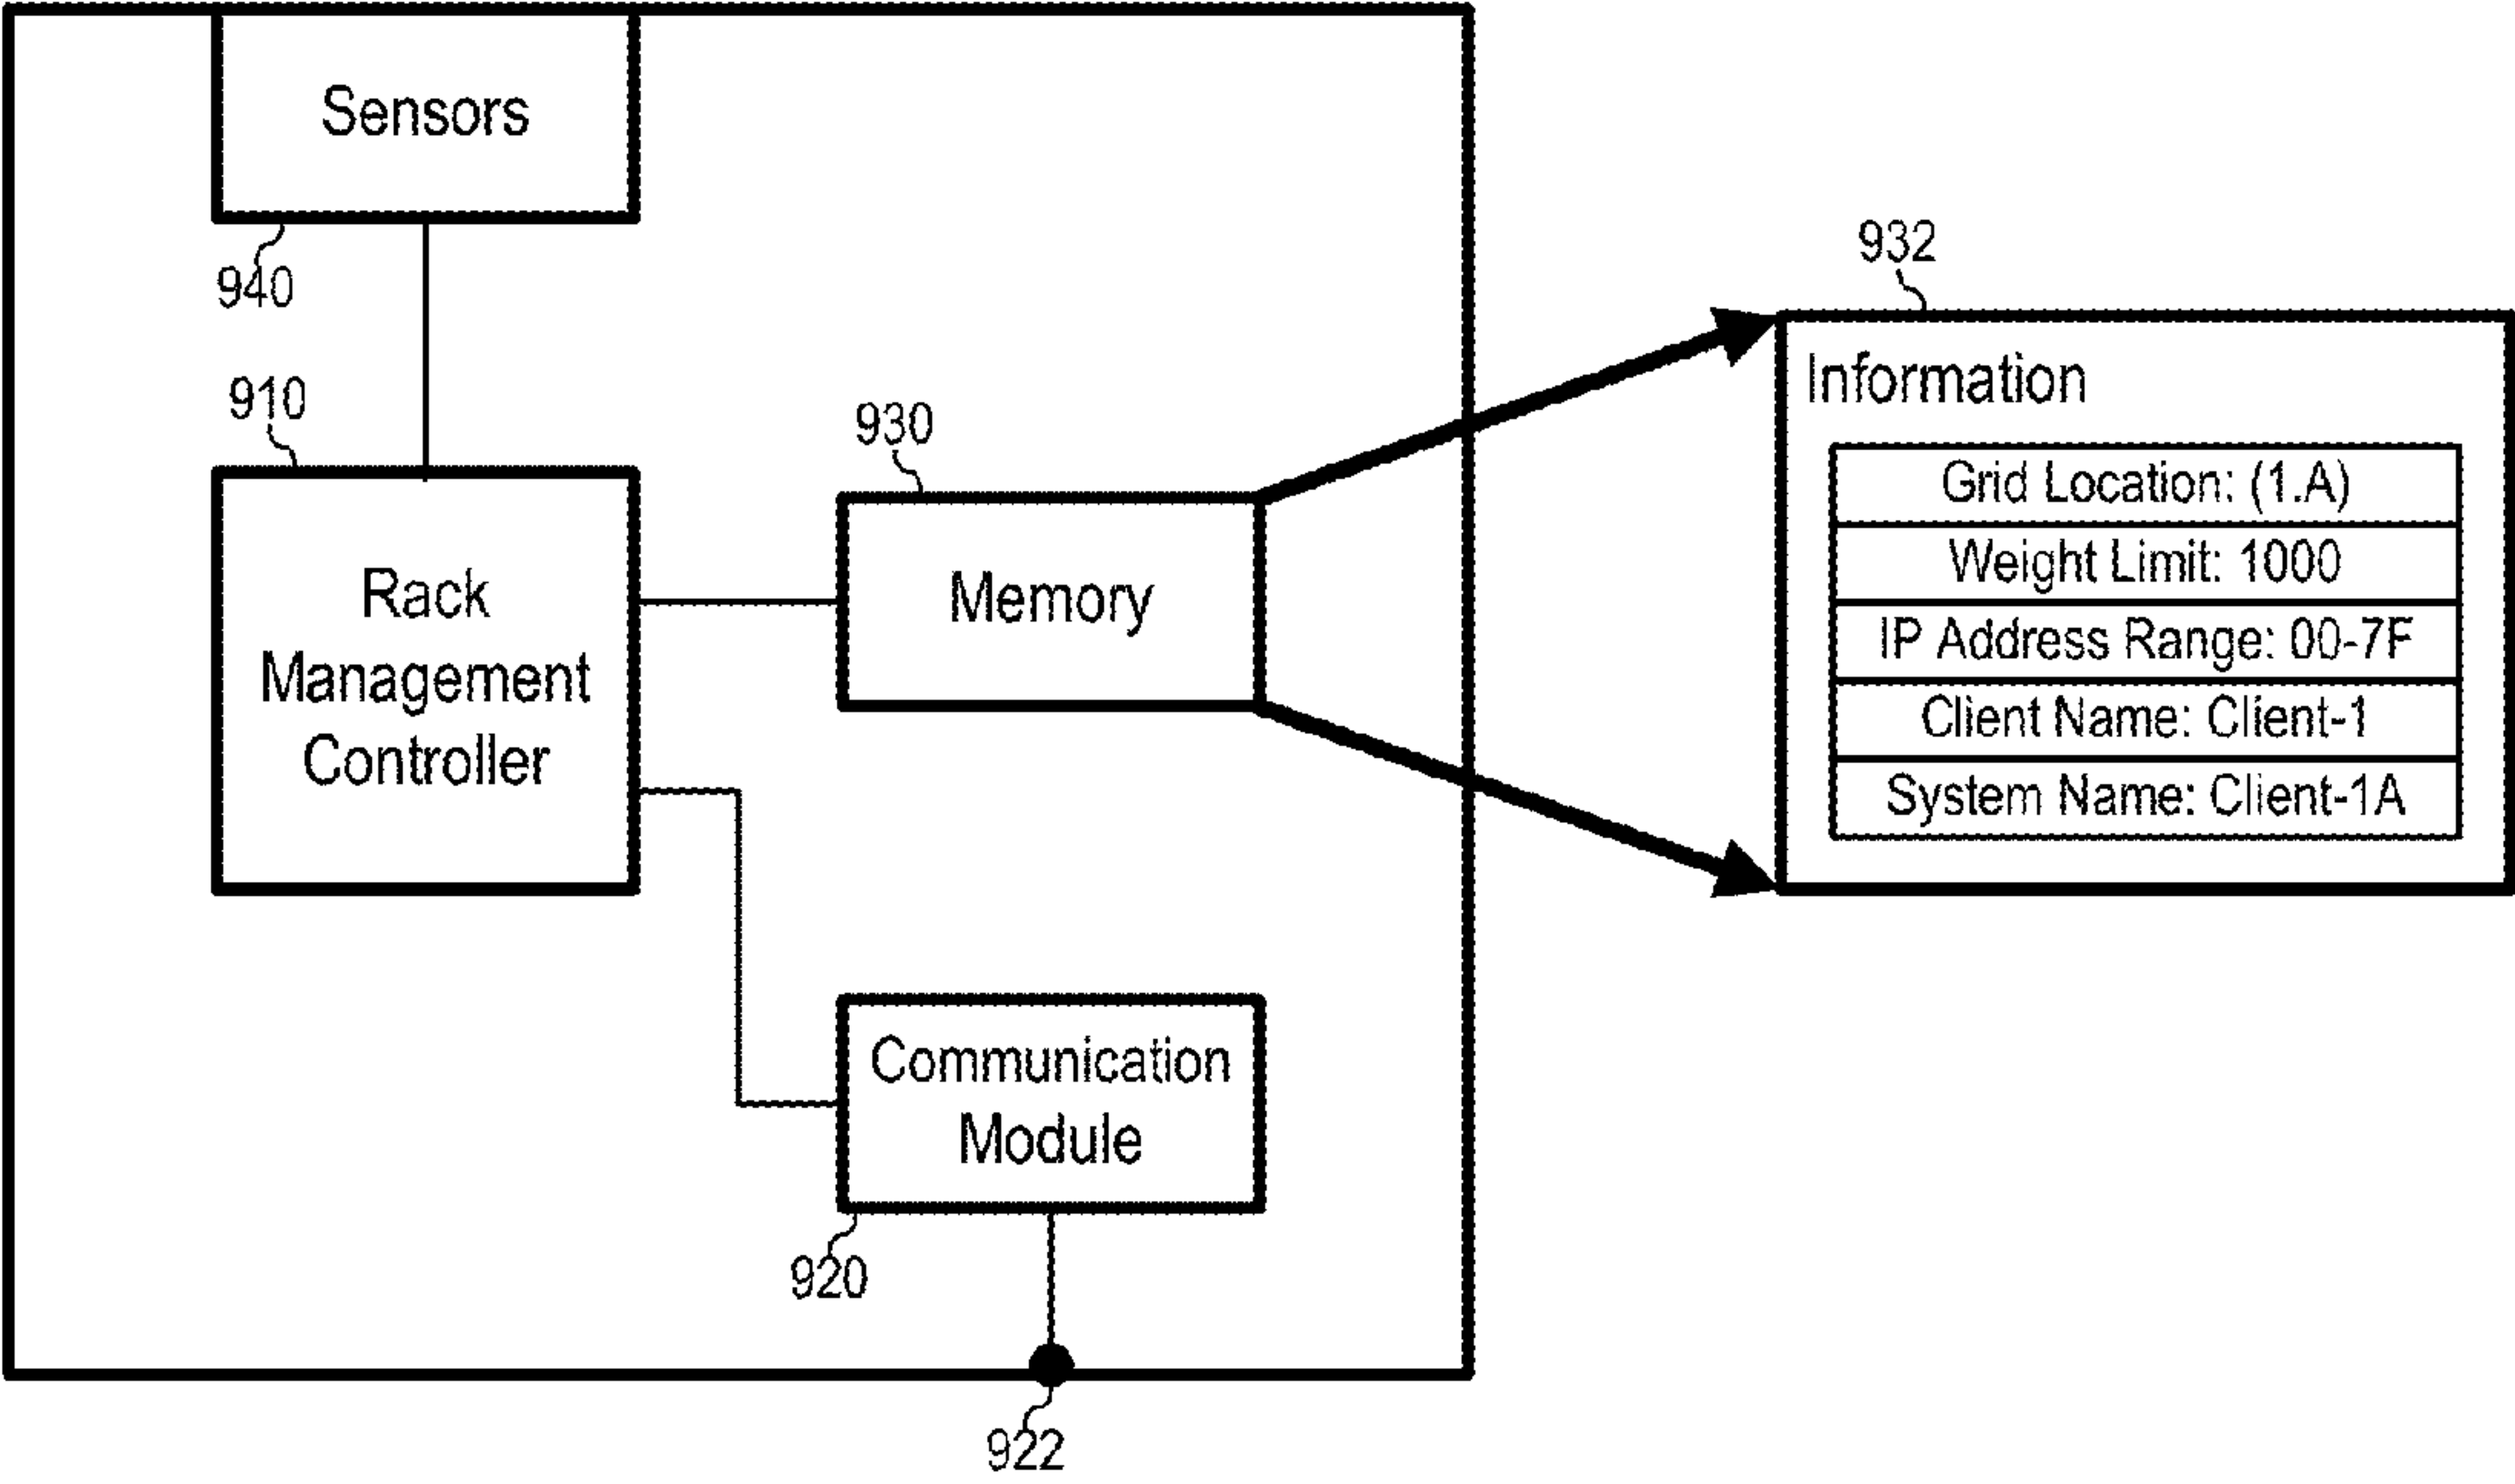 Sensors
940
932
Information
910
930
Grid Location: (1.A)
Weight Limit: 1000
Rack
Management
Controller
Memory
IP Address Range: 00-7F
Client Name: Client-1
System Name: Client-1A
Communication
Module
920
922